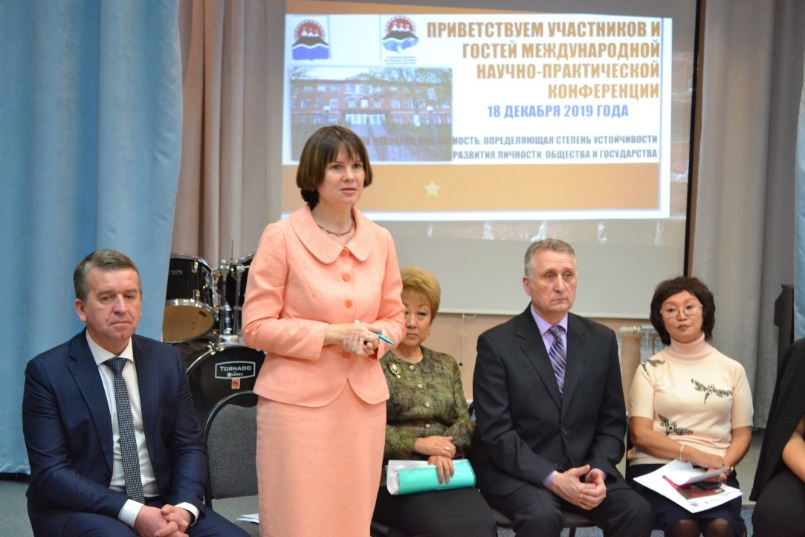 ПРИВЕТСТВУЕМ УЧАСТНИКОВ И
ГОСТЕЙ МЕЖДУНАРОДНОЙ
НАУЧНО-ПРАКТИЧЕСКОЙ
КОНФЕРЕНЦИИ
18 ДЕКАБРЯ 2019 ГОДА
ОПРЕДЕЛЯЮЩАЯ СТЕПЕНЬ УСТОЙЧИВОСТИ
РАЗВИТИЯ ЛИЧНОСТИ, ОБЩЕСТВА И ГОСУДАРСТВА
TORNADO